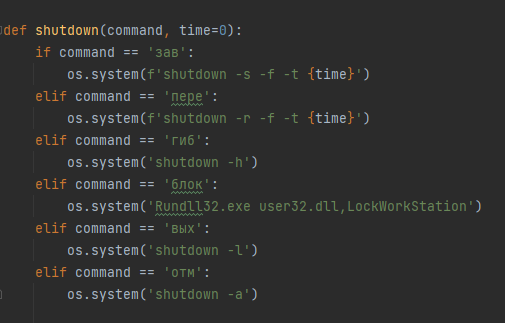 def shutdown(command, time=0):
    if command == 'зав':
        os.system(f'shutdown -s -f -t {time}')
    elif command == 'пере':
        os.system(f'shutdown -r -f -t {time}')
    elif command == 'гиб':
        os.system('shutdown -h')
    elif command == 'блок':
        os.system('Rundll32.exe user32.dll,LockWorkStation')
    elif command == 'вых':
        os.system('shutdown -l')
    elif command == 'отм':
        os.system('shutdown -a')